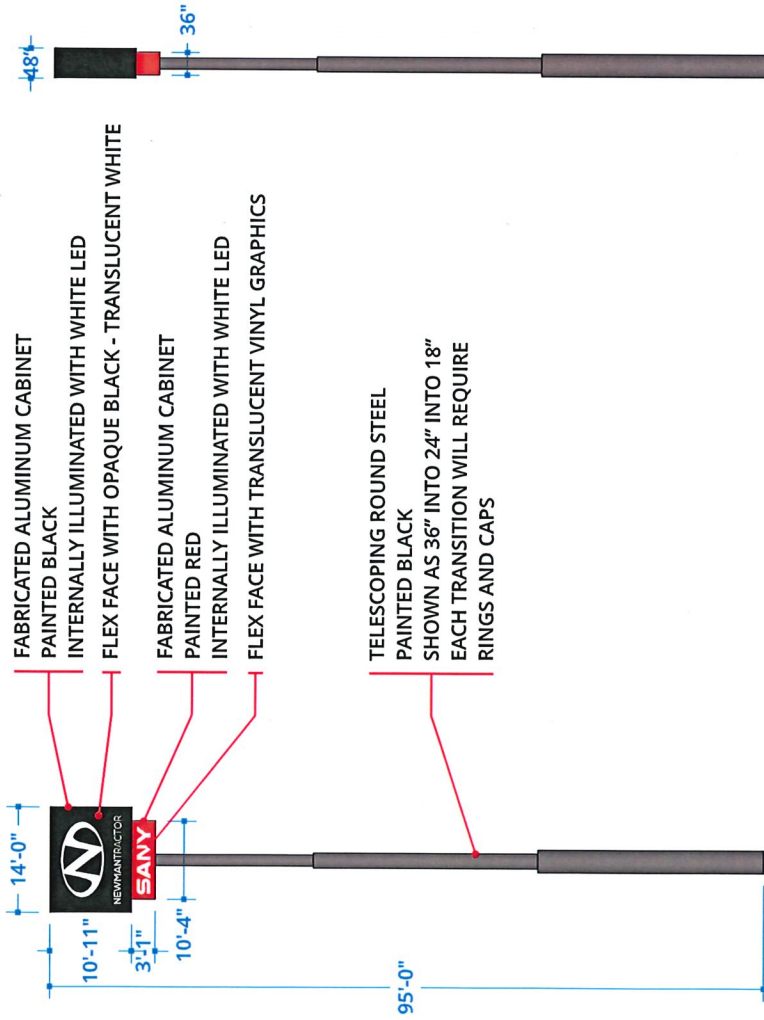 48"
36"
FABRICATED ALUMINUM CABINET
PAINTED BLACK
INTERNALLY ILLUMINATED WITH WHITE LED
FLEX FACE WITH OPAQUE BLACK - TRANSLUCENT WHITE
FABRICATED ALUMINUM CABINET
PAINTED RED
INTERNALLY ILLUMINATED WITH WHITE LED
FLEX FACE WITH TRANSLUCENT VINYL GRAPHICS
TELESCOPING ROUND STEEL
PAINTED BLACK
SHOWN AS 36" INTO 24" INTO 18"
EACH TRANSITION WILL REQUIRE
RINGS AND CAPS
14'-0"
N
NEWMANTRACTOR
SANY
10'-11"
3'-1"
10'-4"
95'-0"